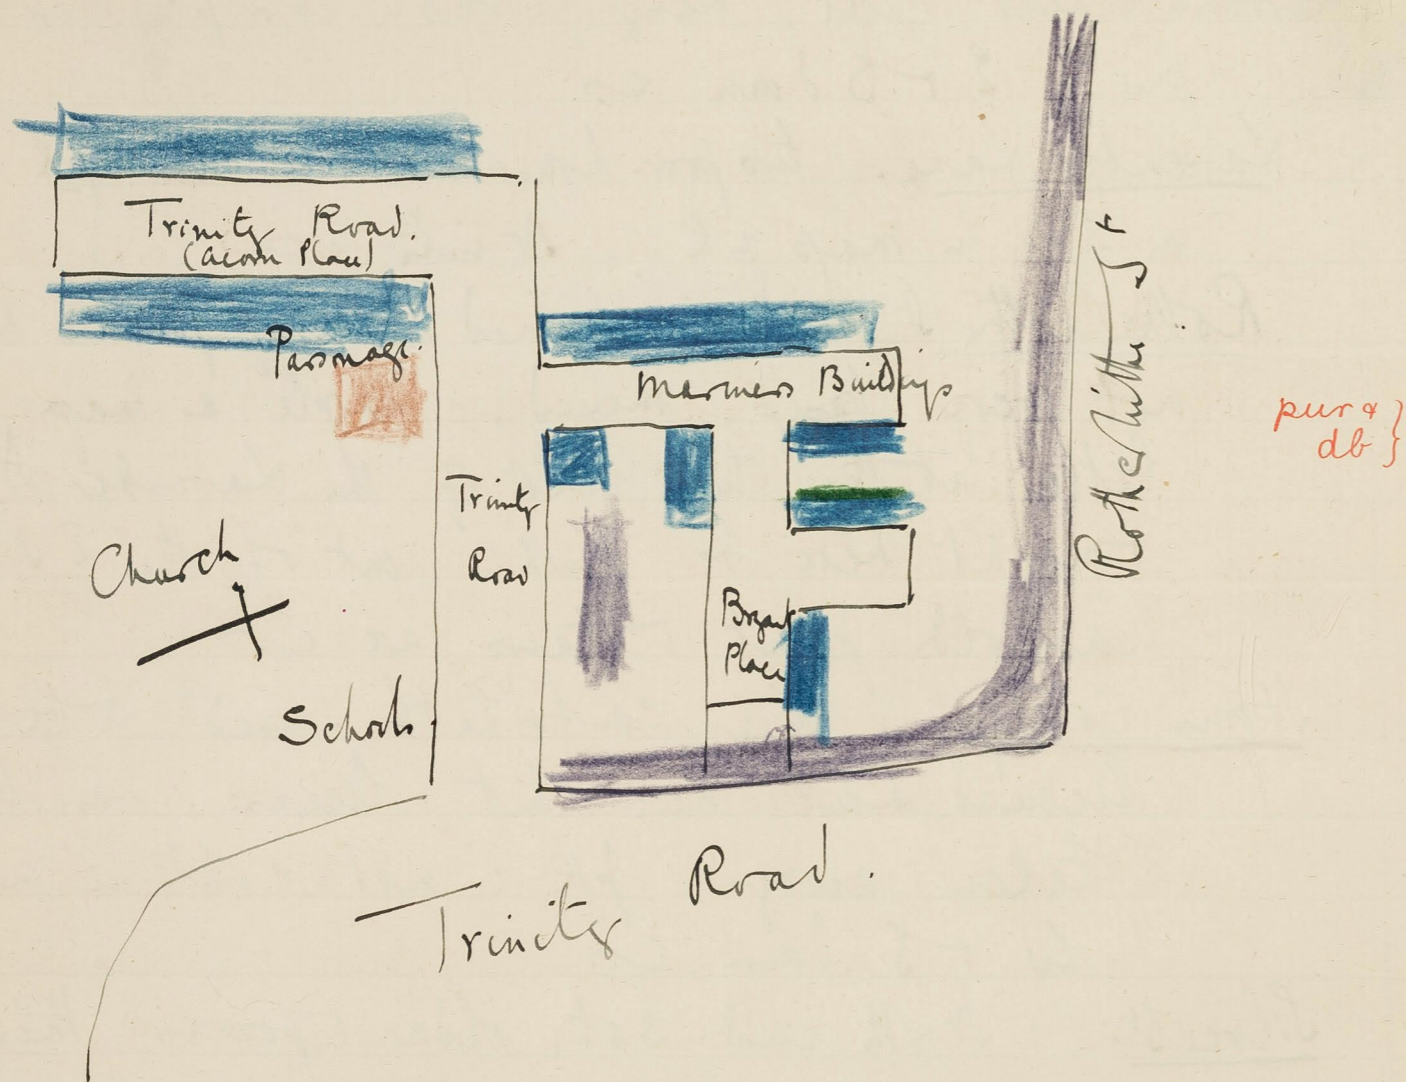 Trinity Road.
(Acorn Place)
Parsonage.
Mariners Buildings
Rotherhithe St
pur &
db
Trinity
Road
Church
Bryant
Place
Schools
Trinity Road.